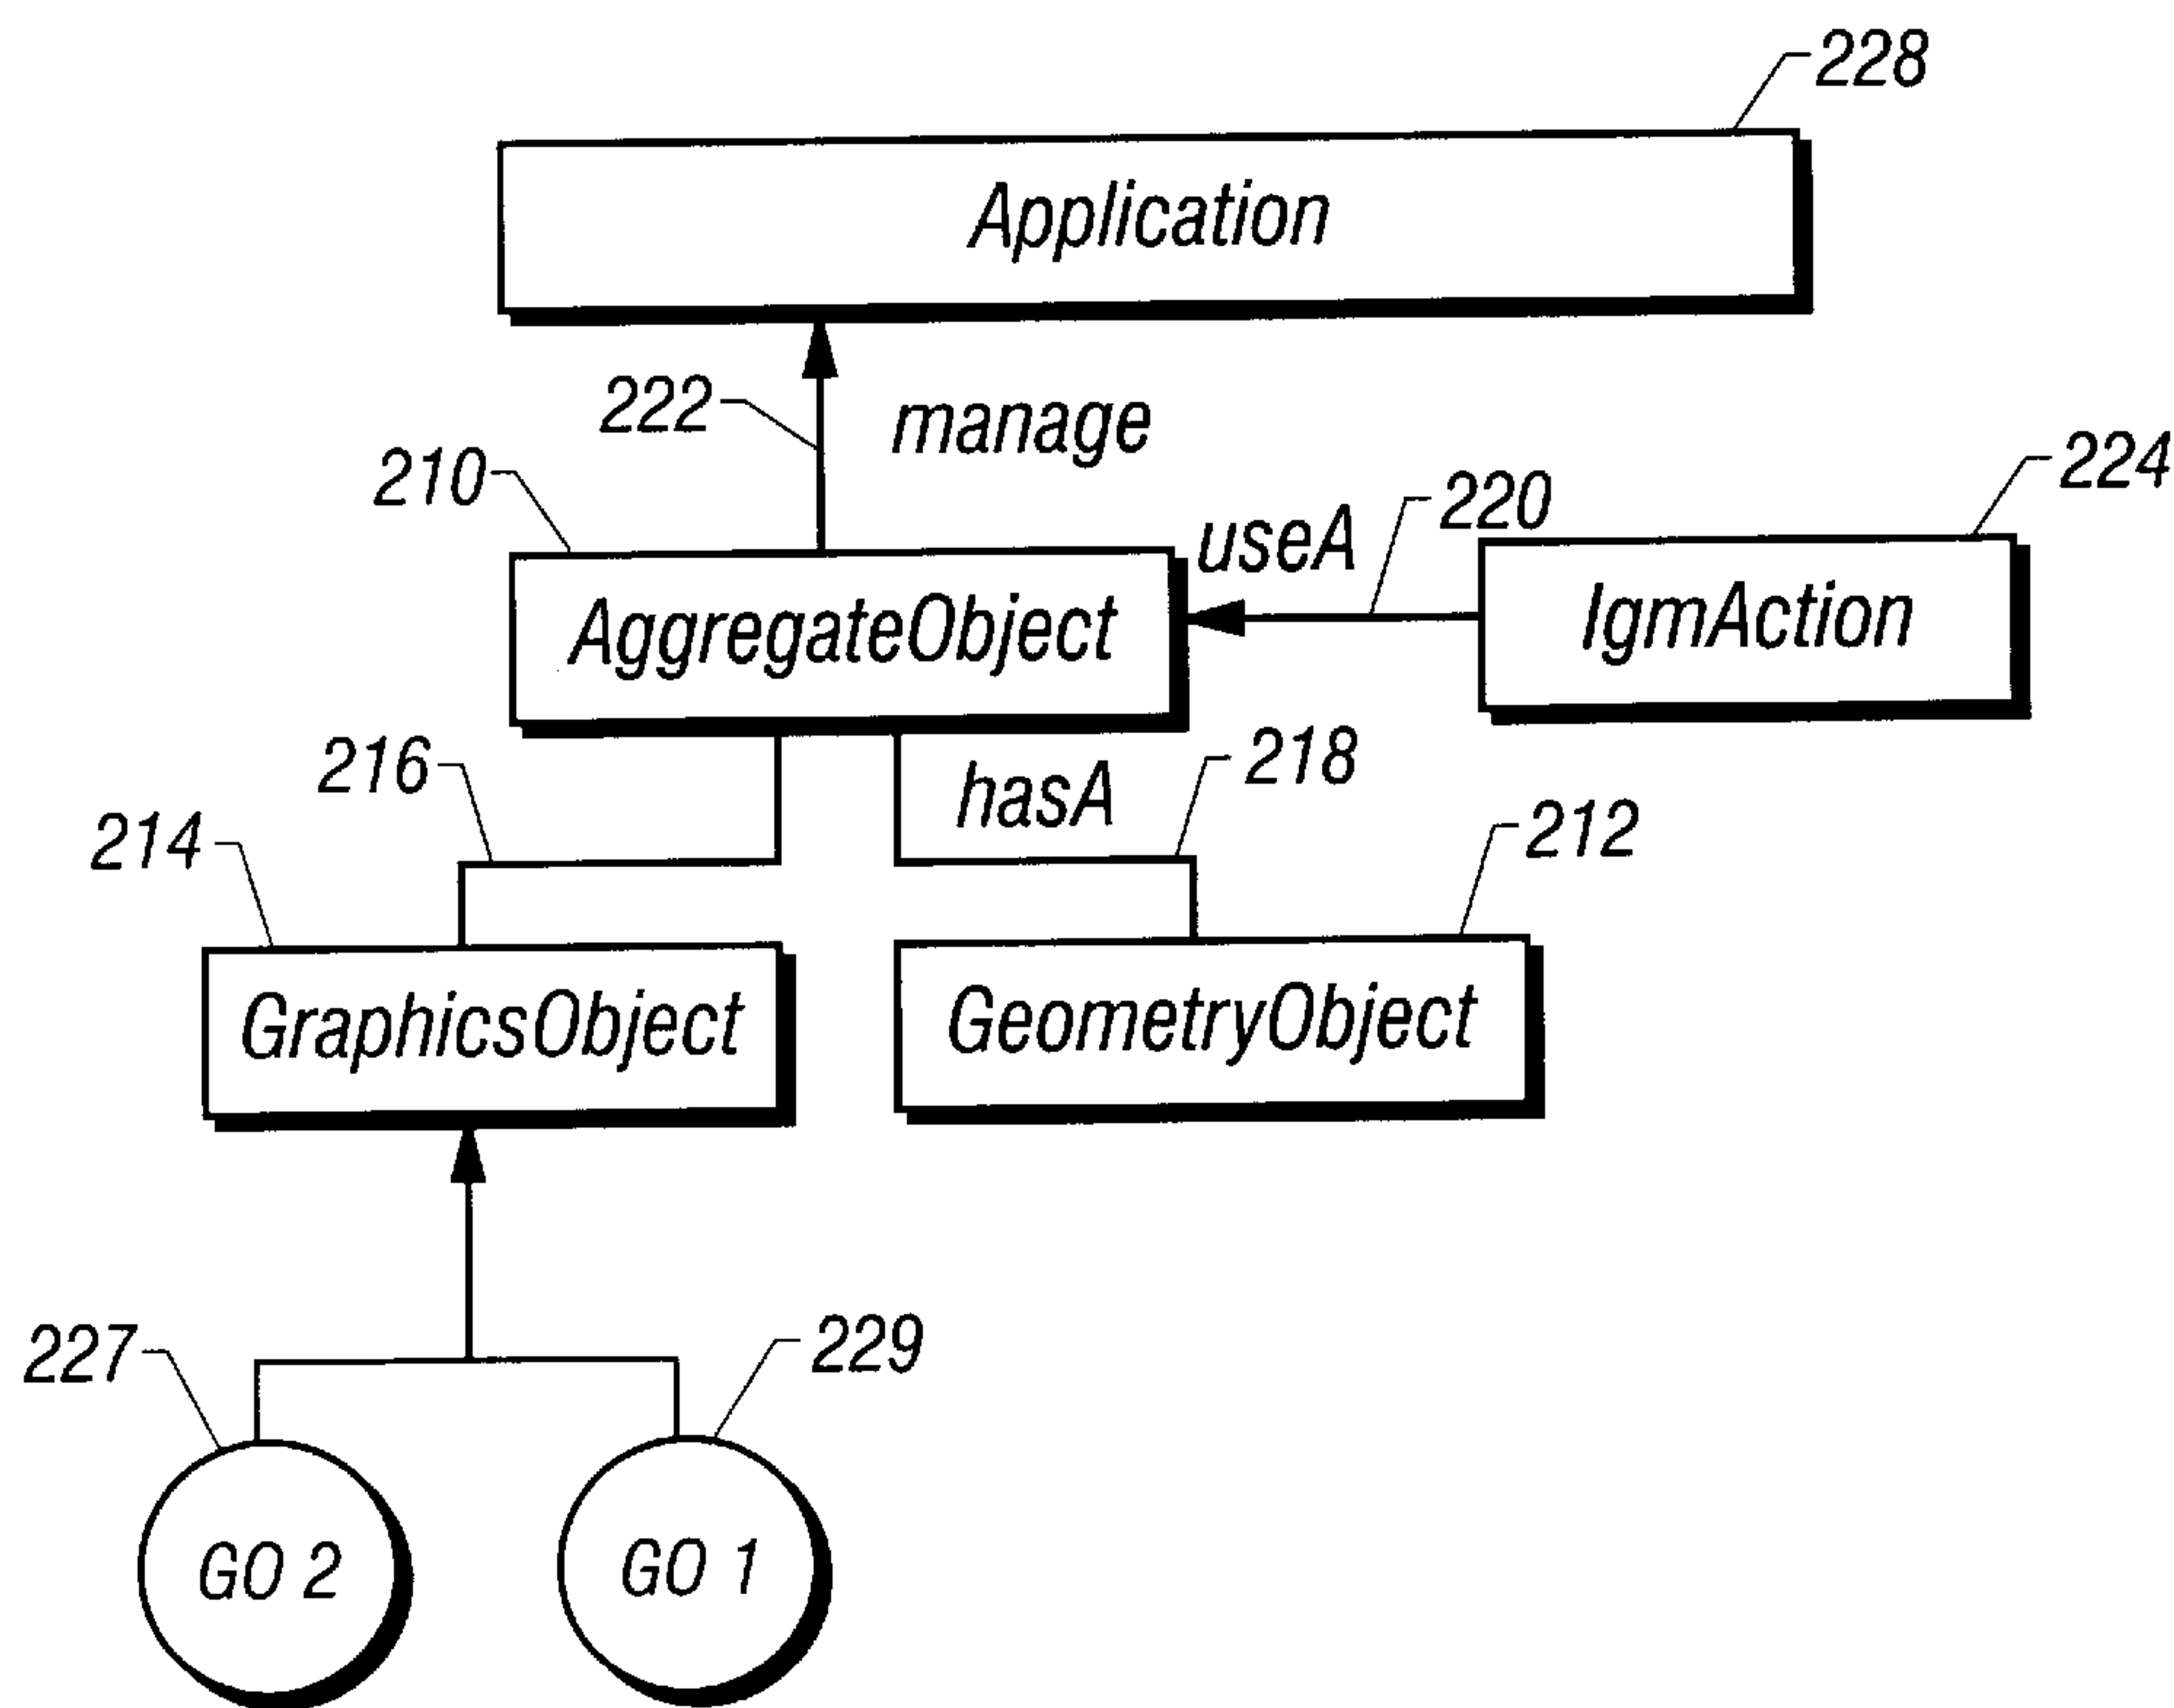 228
Application
222
manage
210
224
useA
220
AggregateObject
IgmAction
216
hasA
218
214
212
GraphicsObject
GeometryObject
227
229
GO 2
GO 1